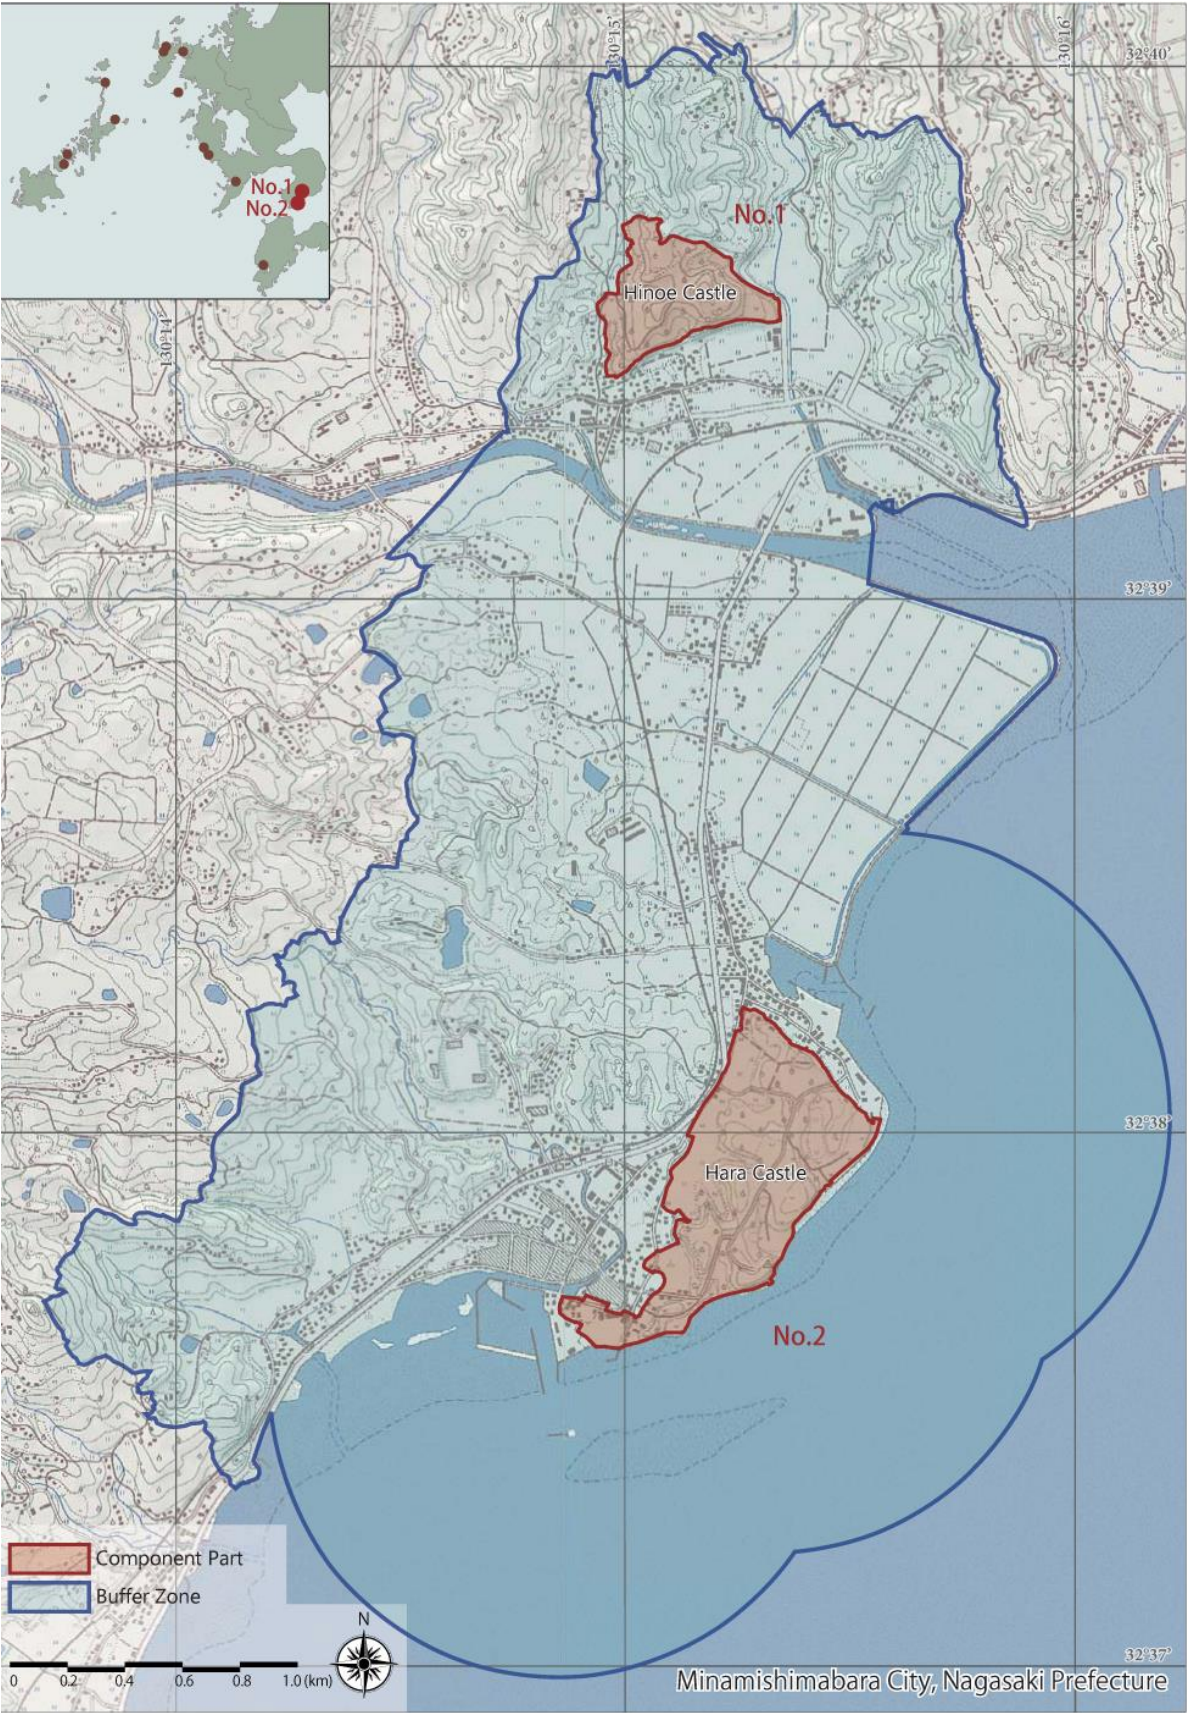 130°15′
130°16′
32°40′
No.1
No.2
No.1
Hinoe Castle
130°14′
32°39′
32°38′
Hara Castle
No.2
Component Part
Buffer Zone
N
0 0.2 0.4 0.6 0.8 1.0 (km)
32°37′
Minamishimabara City, Nagasaki Prefecture